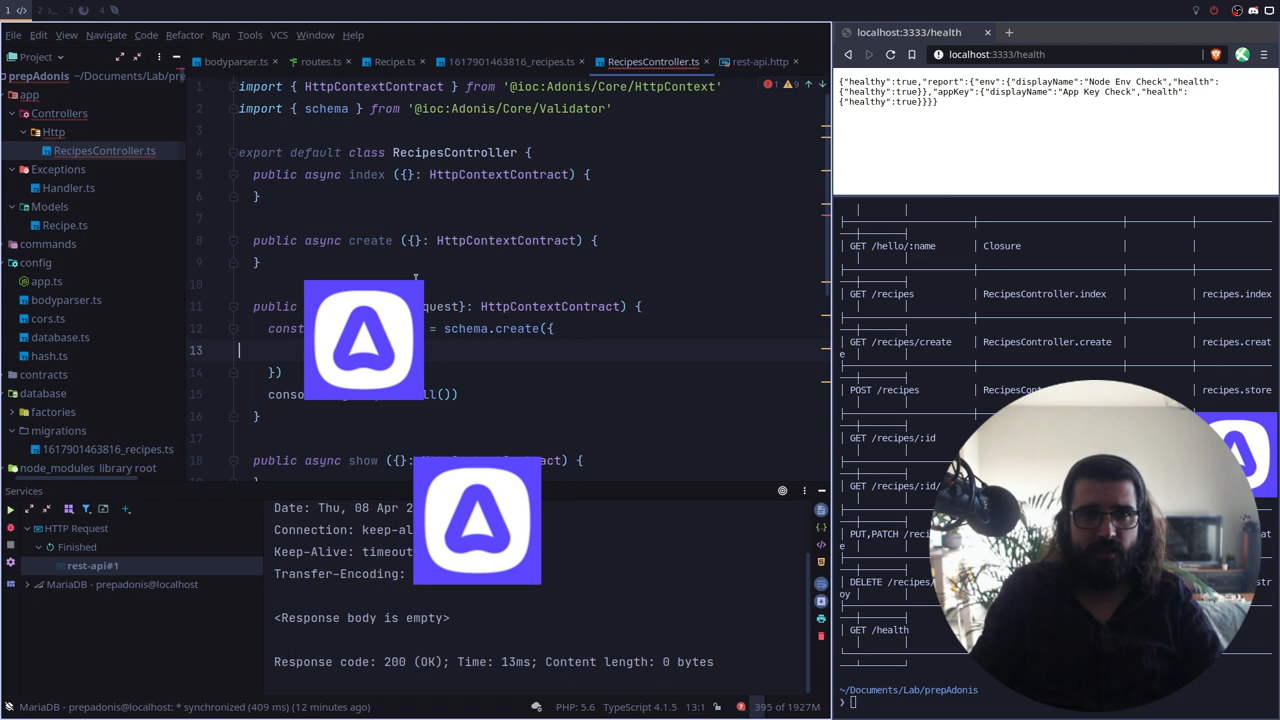 1 </> 2 >_ 3 4
File Edit View Navigate Code Refactor Run Tools VCS Window Help
Project
prepAdonis ~/Documents/Lab/pre
app
Controllers
Http
RecipesController.ts
Exceptions
Handler.ts
Models
Recipe.ts
commands
config
app.ts
bodyparser.ts
cors.ts
database.ts
hash.ts
contracts
database
factories
migrations
1617901463816_recipes.ts
node_modules library root
bodyparser.ts × routes.ts × Recipe.ts × 1617901463816_recipes.ts × RecipesController.ts × rest-api.http ×
1 import { HttpContextContract } from '@ioc:Adonis/Core/HttpContext'
1 9
2 import { schema } from '@ioc:Adonis/Core/Validator'
3
4 export default class RecipesController {
5 public async index ({}: HttpContextContract) {
6 }
7
8 public async create ({}: HttpContextContract) {
9 }
10
11 public quest}: HttpContextContract) {
12 const = schema.create({
13
14 })
15 conso ll())
16 }
17
18 public async show ({}: ct) {
Services
HTTP Request
Finished
rest-api#1
MariaDB - prepadonis@localhost
Date: Thu, 08 Apr 2
Connection: keep-al
Keep-Alive: timeout
Transfer-Encoding:
<Response body is empty>
Response code: 200 (OK); Time: 13ms; Content length: 0 bytes
MariaDB - prepadonis@localhost: * synchronized (409 ms) (12 minutes ago) PHP: 5.6 TypeScript 4.1.5 13:1 395 of 1927M
localhost:3333/health × +
localhost:3333/health
{"healthy":true,"report":{"env":{"displayName":"Node Env Check","health":
{"healthy":true}},"appKey":{"displayName":"App Key Check","health":
{"healthy":true}}}}
GET /hello/:name Closure
GET /recipes RecipesController.index recipes.index
GET /recipes/create RecipesController.create recipes.creat
e
POST /recipes RecipesCont recipes.store
GET /recipes/:id
GET /recipes/:id/
PUT,PATCH /reci at
e
DELETE /recipes/ str
oy
GET /health
~/Documents/Lab/prepAdonis
❯